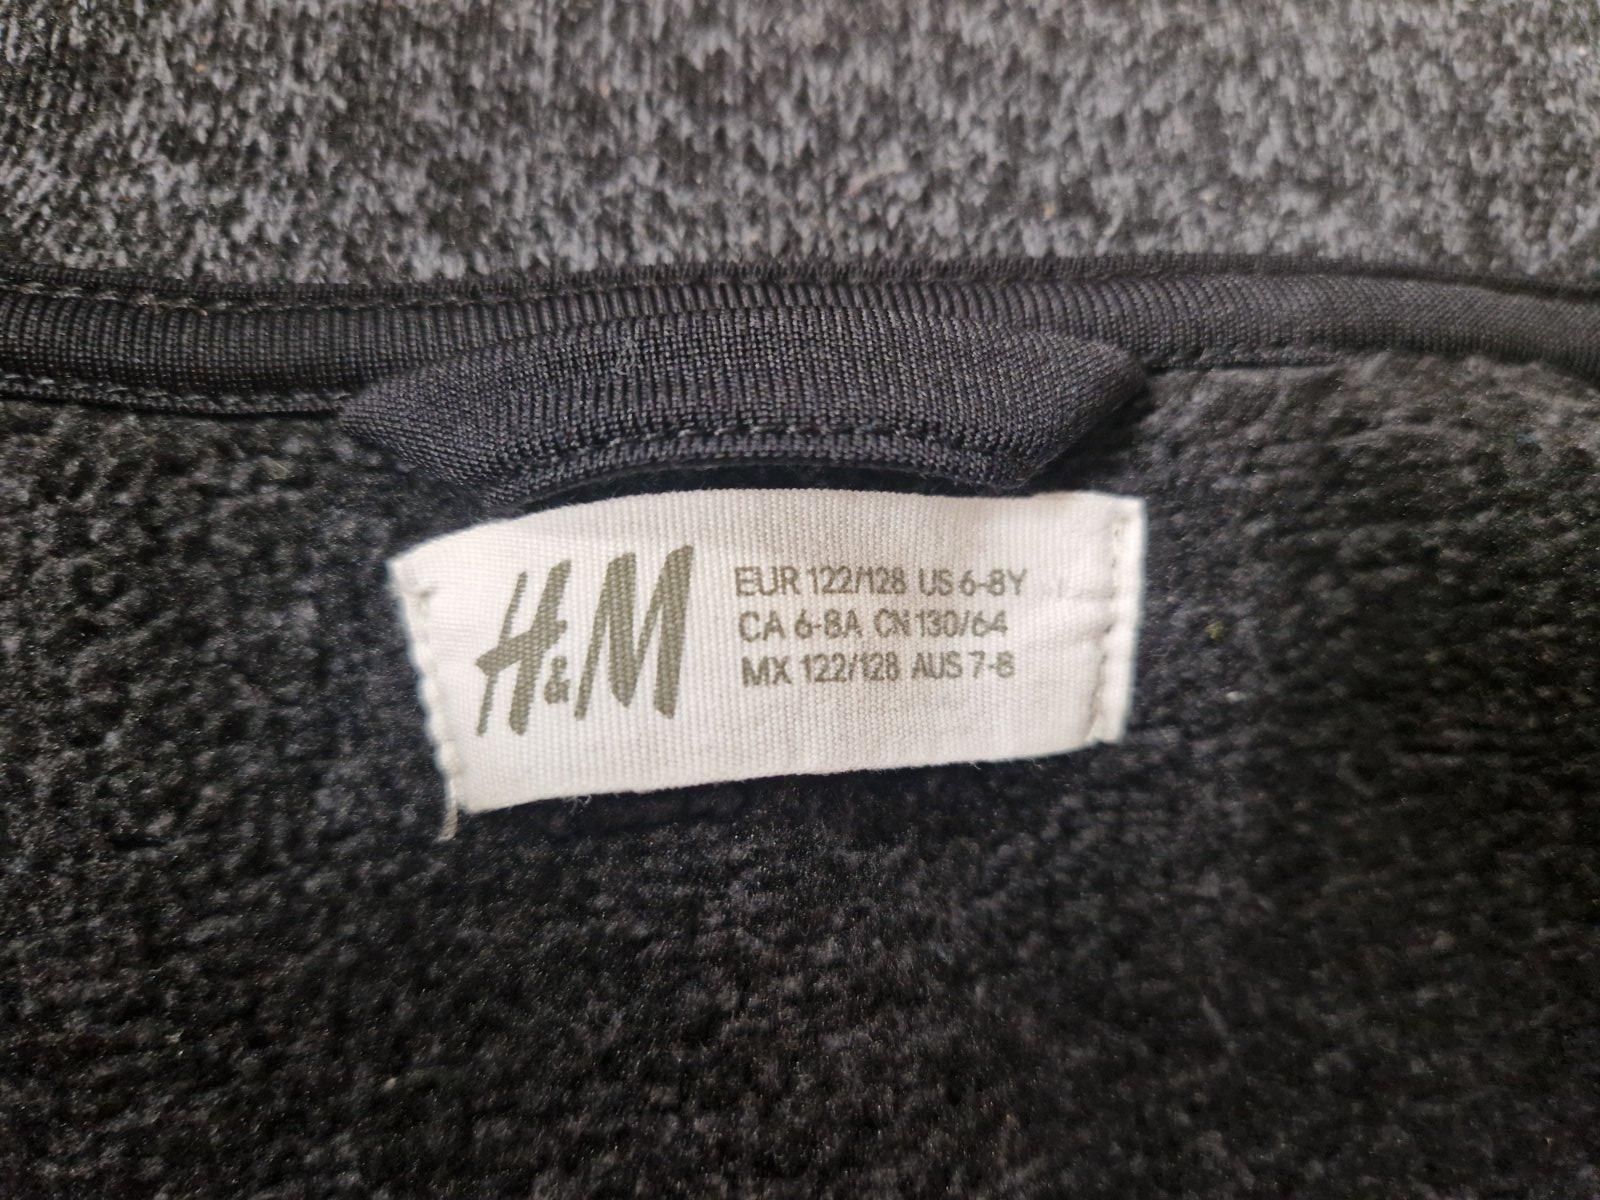 H&M
EUR 122/128 US 6-8Y
CA 6-8A CN 130/64
MX 122/128 AUS 7-8